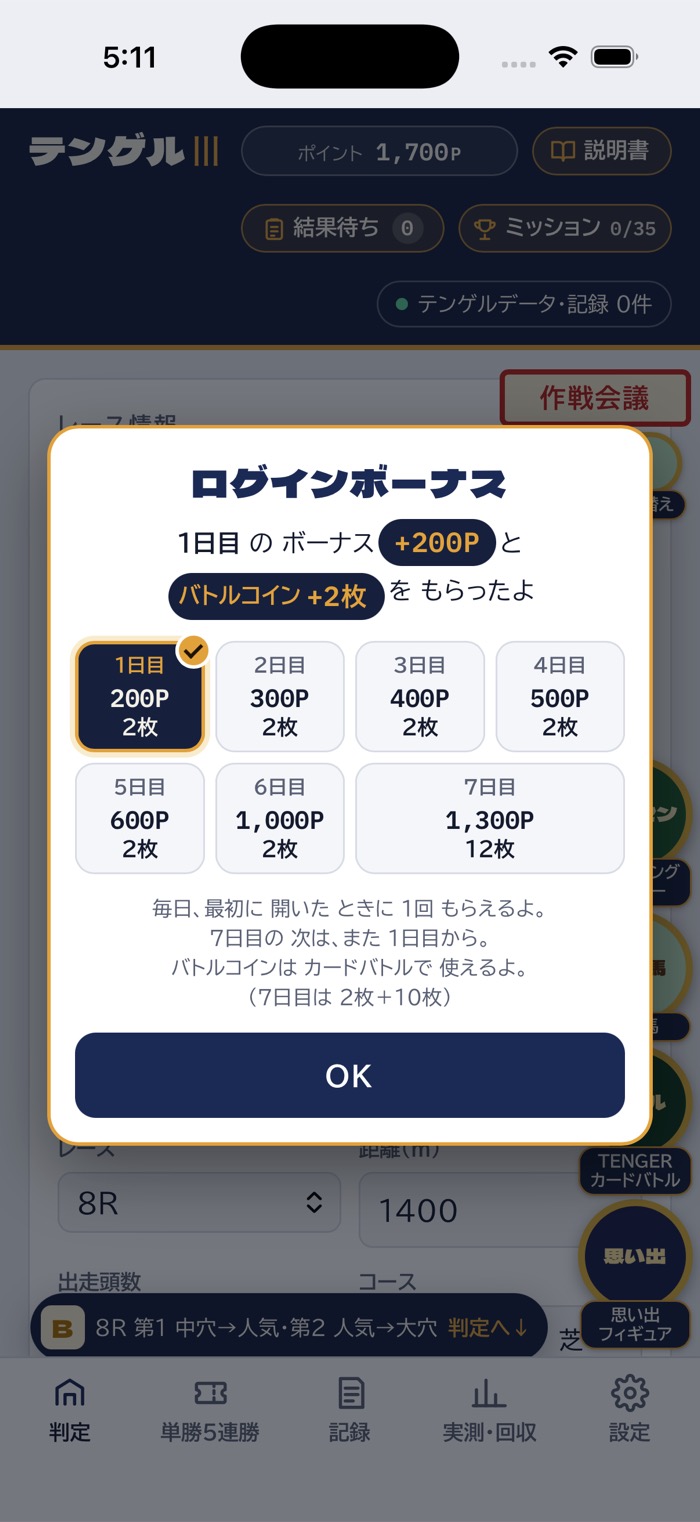 5:11
テンゲル
ポイント 1,700P
説明書
結果待ち 0
ミッション 0/35
テンゲルデータ・記録 0件
作戦会議
レース情報
ログインボーナス
1日目 の ボーナス +200P と
バトルコイン +2枚 を もらったよ
1日目
200P
2枚
2日目
300P
2枚
3日目
400P
2枚
4日目
500P
2枚
5日目
600P
2枚
6日目
1,000P
2枚
7日目
1,300P
12枚
毎日、最初に 開いた ときに 1回 もらえるよ。
7日目の 次は、また 1日目から。
バトルコインは カードバトルで 使えるよ。
（7日目は 2枚＋10枚）
OK
レース
距離(m)
8R
1400
TENGER
カードバトル
思い出
思い出
フィギュア
出走頭数
コース
B 8R 第1 中穴→人気・第2 人気→大穴 判定へ↓
芝
判定
単勝5連勝
記録
実測・回収
設定